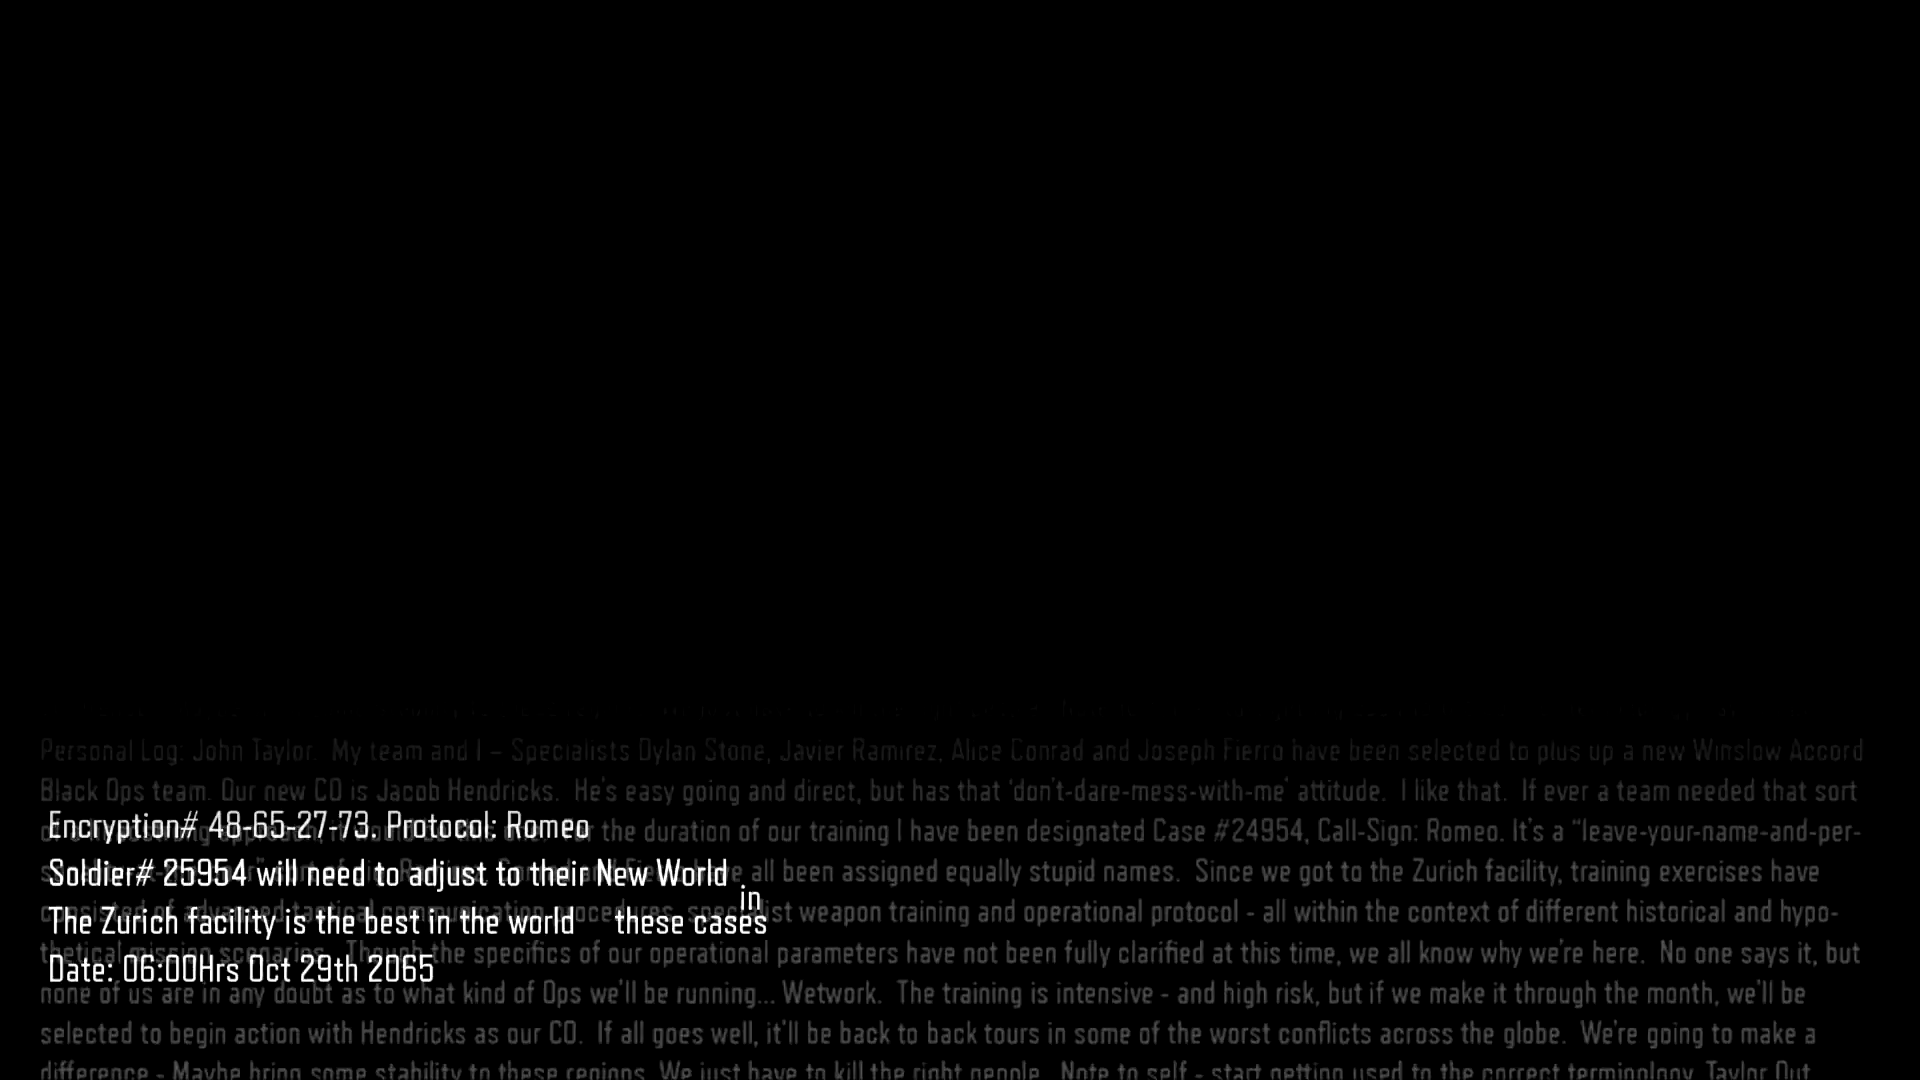 Personal Log: John Taylor. My team and I – Specialists Dylan Stone, Javier Ramirez, Alice Conrad and Joseph Fierro have been selected to plus up a new Winslow Accord
Black Ops team. Our new CO is Jacob Hendricks. He's easy going and direct, but has that 'don't-dare-mess-with-me' attitude. I like that. If ever a team needed that sort
Encryption# 48-65-27-73. Protocol: Romeo
the duration of our training I have been designated Case #24954, Call-Sign: Romeo. It's a "leave-your-name-and-per-
Soldier# 25954 will need to adjust to their New World
all been assigned equally stupid names. Since we got to the Zurich facility, training exercises have
in
The Zurich facility is the best in the world these cases
weapon training and operational protocol - all within the context of different historical and hypo-
the specifics of our operational parameters have not been fully clarified at this time, we all know why we're here. No one says it, but
Date: 06:00Hrs Oct 29th 2065
none of us are in any doubt as to what kind of Ops we'll be running... Wetwork. The training is intensive - and high risk, but if we make it through the month, we'll be
selected to begin action with Hendricks as our CO. If all goes well, it'll be back to back tours in some of the worst conflicts across the globe. We're going to make a
difference - Maybe bring some stability to these regions. We just have to kill the right people. Note to self - start getting used to the correct terminology. Taylor Out.